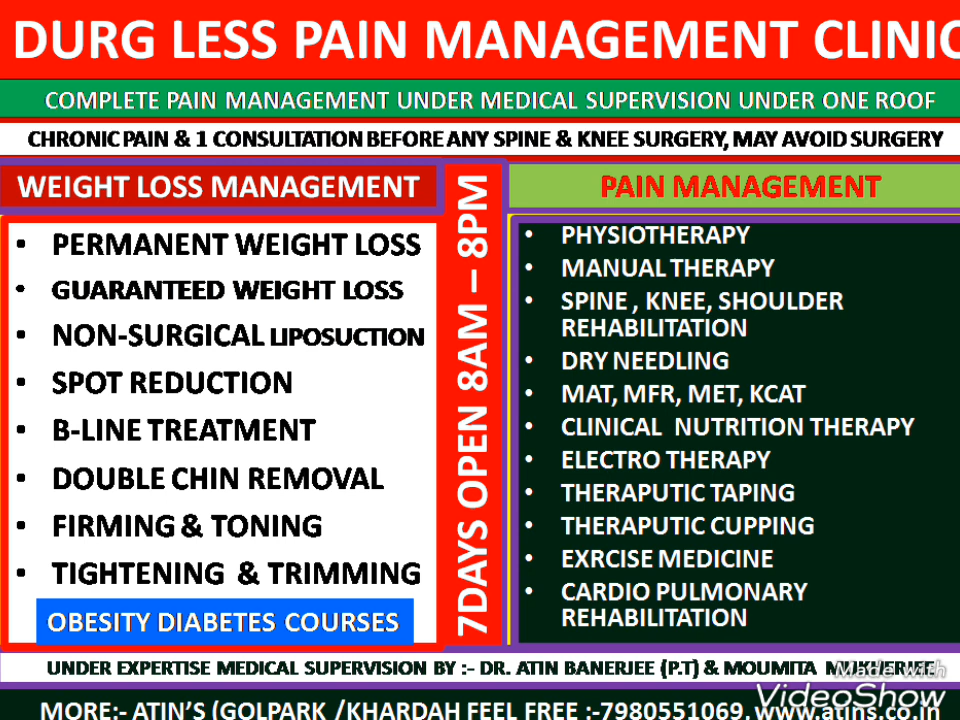 DURG LESS PAIN MANAGEMENT CLINIC
COMPLETE PAIN MANAGEMENT UNDER MEDICAL SUPERVISION UNDER ONE ROOF
CHRONIC PAIN & 1 CONSULTATION BEFORE ANY SPINE & KNEE SURGERY, MAY AVOID SURGERY
WEIGHT LOSS MANAGEMENT
• PERMANENT WEIGHT LOSS
• GUARANTEED WEIGHT LOSS
• NON-SURGICAL LIPOSUCTION
• SPOT REDUCTION
• B-LINE TREATMENT
• DOUBLE CHIN REMOVAL
• FIRMING & TONING
• TIGHTENING & TRIMMING
OBESITY DIABETES COURSES
7DAYS OPEN 8AM – 8PM
PAIN MANAGEMENT
• PHYSIOTHERAPY
• MANUAL THERAPY
• SPINE , KNEE, SHOULDER
REHABILITATION
• DRY NEEDLING
• MAT, MFR, MET, KCAT
• CLINICAL NUTRITION THERAPY
• ELECTRO THERAPY
• THERAPUTIC TAPING
• THERAPUTIC CUPPING
• EXRCISE MEDICINE
• CARDIO PULMONARY
REHABILITATION
UNDER EXPERTISE MEDICAL SUPERVISION BY :- DR. ATIN BANERJEE (P.T) & MOUMITA MUKHERJEE
Made with
VideoShow
MORE:- ATIN'S (GOLPARK /KHARDAH FEEL FREE :-7980551069, www.atins.co.in